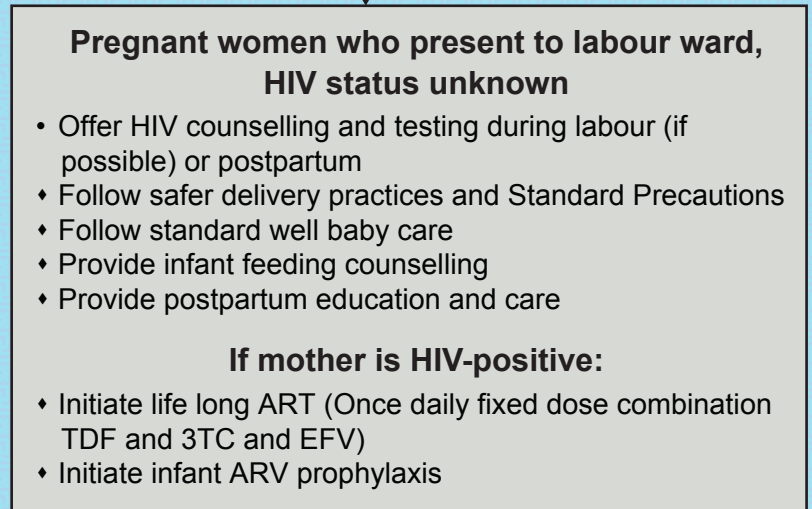 Pregnant women who present to labour ward,
HIV status unknown
• Offer HIV counselling and testing during labour (if
possible) or postpartum
⬩ Follow safer delivery practices and Standard Precautions
⬩ Follow standard well baby care
⬩ Provide infant feeding counselling
⬩ Provide postpartum education and care
If mother is HIV-positive:
⬩ Initiate life long ART (Once daily fixed dose combination
TDF and 3TC and EFV)
⬩ Initiate infant ARV prophylaxis